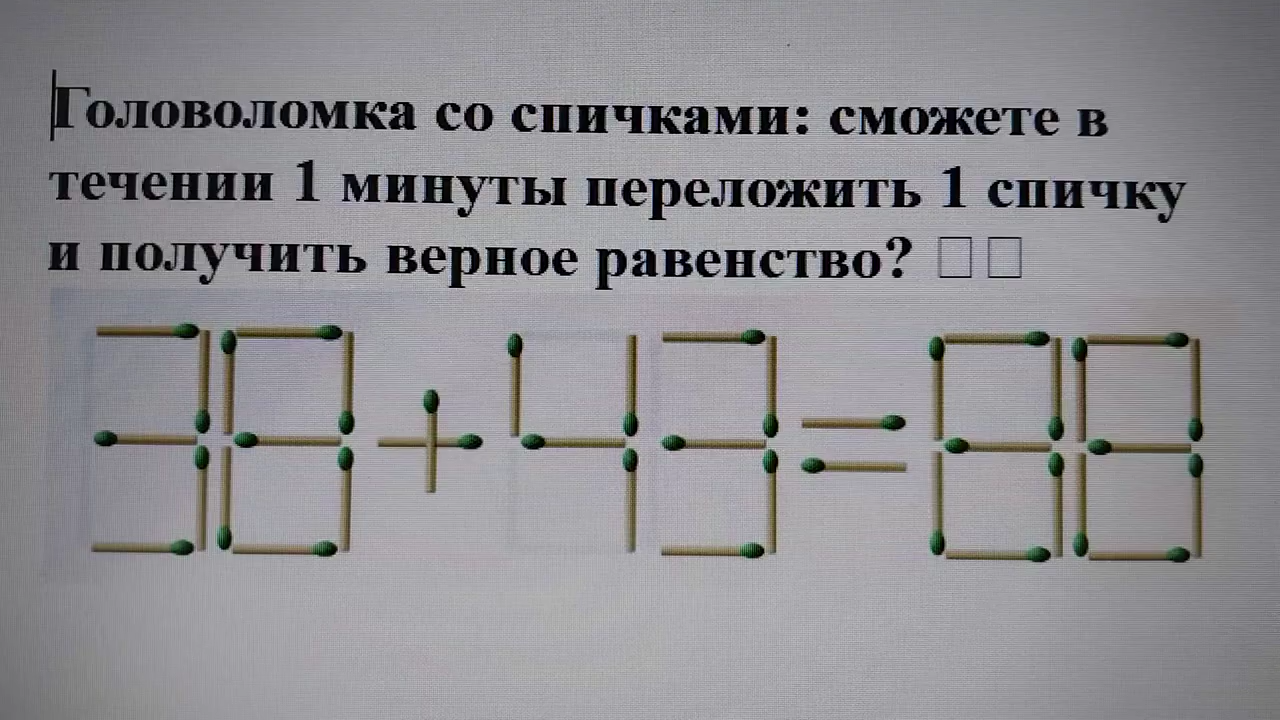 Головоломка со спичками: сможете в
течении 1 минуты переложить 1 спичку
и получить верное равенство? □□
38+43=88